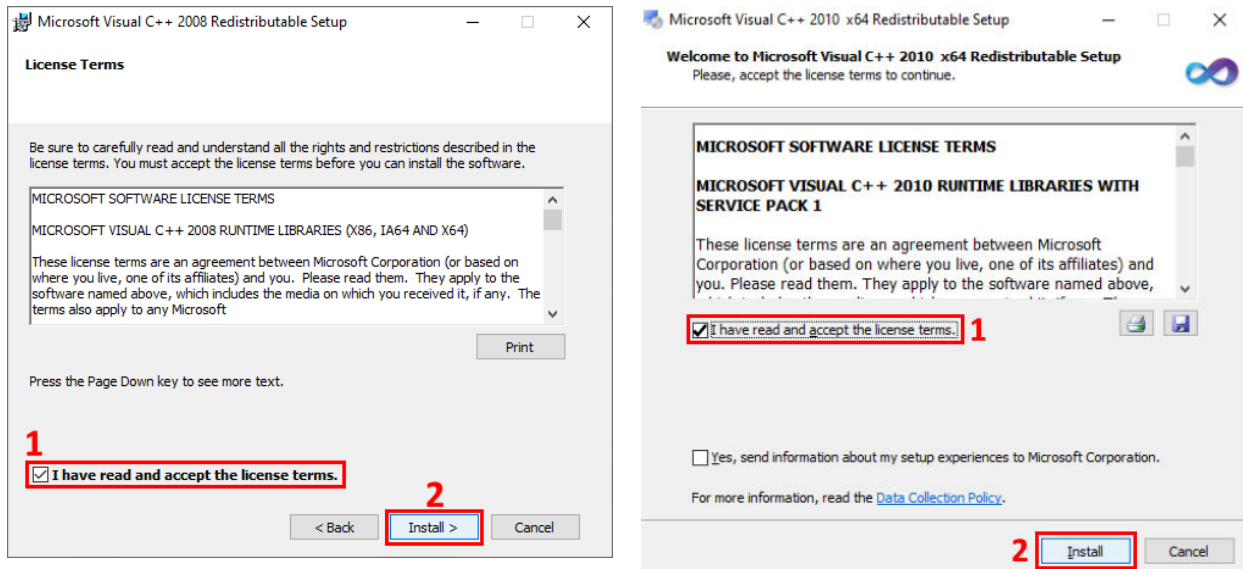 Microsoft Visual C++ 2008 Redistributable Setup
License Terms
Be sure to carefully read and understand all the rights and restrictions described in the
license terms. You must accept the license terms before you can install the software.
MICROSOFT SOFTWARE LICENSE TERMS
MICROSOFT VISUAL C++ 2008 RUNTIME LIBRARIES (X86, IA64 AND X64)
These license terms are an agreement between Microsoft Corporation (or based on
where you live, one of its affiliates) and you. Please read them. They apply to the
software named above, which includes the media on which you received it, if any. The
terms also apply to any Microsoft
Print
Press the Page Down key to see more text.
1
I have read and accept the license terms.
2
< Back Install > Cancel
Microsoft Visual C++ 2010 x64 Redistributable Setup
Welcome to Microsoft Visual C++ 2010 x64 Redistributable Setup
Please, accept the license terms to continue.
MICROSOFT SOFTWARE LICENSE TERMS
MICROSOFT VISUAL C++ 2010 RUNTIME LIBRARIES WITH
SERVICE PACK 1
These license terms are an agreement between Microsoft
Corporation (or based on where you live, one of its affiliates) and
you. Please read them. They apply to the software named above,
I have read and accept the license terms. 1
Yes, send information about my setup experiences to Microsoft Corporation.
For more information, read the Data Collection Policy.
2 Install Cancel